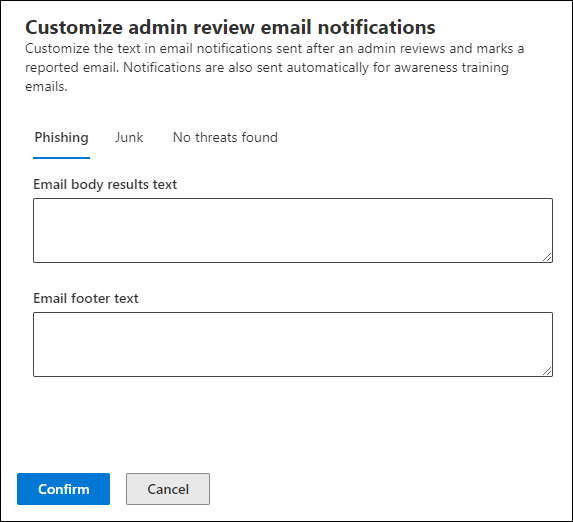 Customize admin review email notifications
Customize the text in email notifications sent after an admin reviews and marks a
reported email. Notifications are also sent automatically for awareness training
emails.
Phishing Junk No threats found
Email body results text
Email footer text
Confirm Cancel